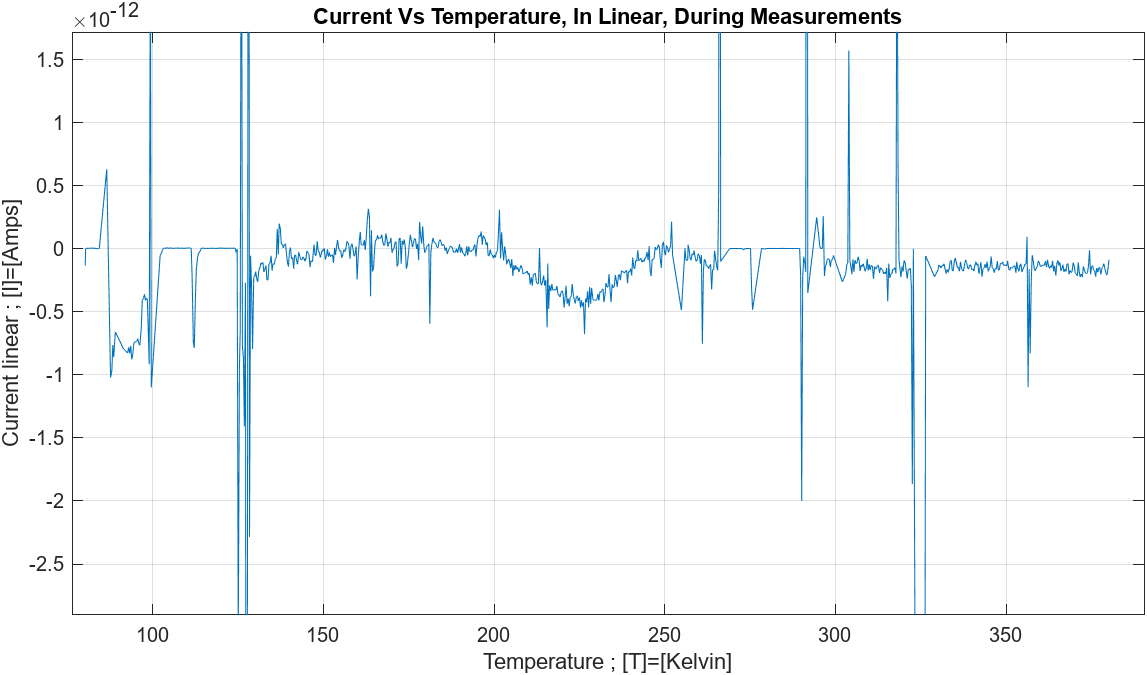 Current Vs Temperature, In Linear, During Measurements
×10-12
1.5
1
0.5
0
-0.5
-1
-1.5
-2
-2.5
Current linear ; [I]=[Amps]
100 150 200 250 300 350
Temperature ; [T]=[Kelvin]